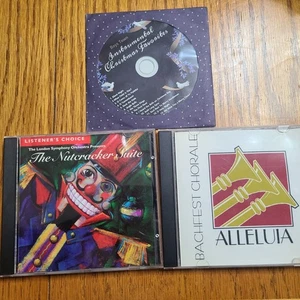 Instrumental
Christmas Favorites
LISTENER'S CHOICE
The London Symphony Orchestra Presents
The Nutcracker Suite
BACHFEST CHORALE
ALLELUIA